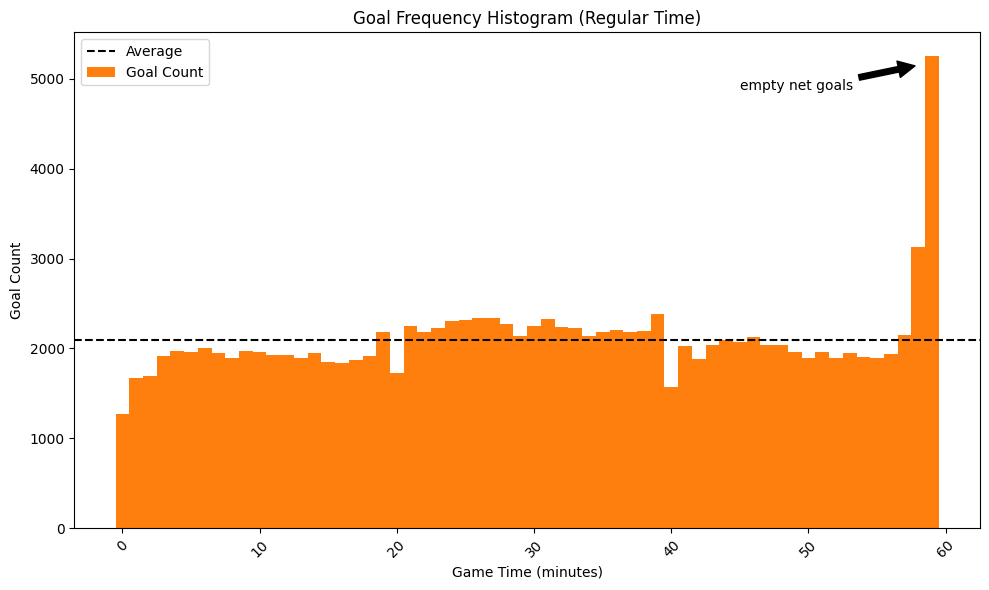 Goal Frequency Histogram (Regular Time)
Average
Goal Count
empty net goals
Goal Count
5000
4000
3000
2000
1000
0
0
10
20
30
40
50
60
Game Time (minutes)